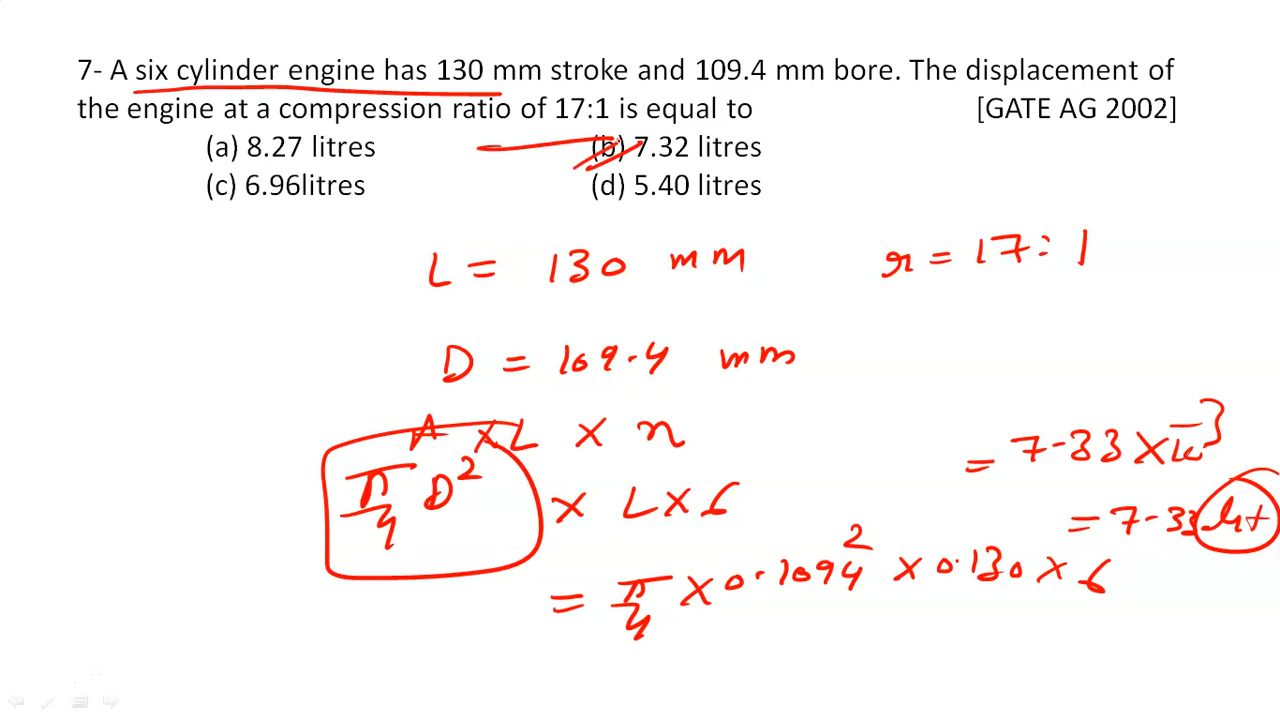 7- A six cylinder engine has 130 mm stroke and 109.4 mm bore. The displacement of
the engine at a compression ratio of 17:1 is equal to [GATE AG 2002]
(a) 8.27 litres (b) 7.32 litres
(c) 6.96litres (d) 5.40 litres
L = 130 mm r = 17:1
D = 109.4 mm
A × L × n
π/4 D² × L × 6
= 7.33 × 10⁻³
= 7.33 lit
= π/4 × 0.1094² × 0.130 × 6